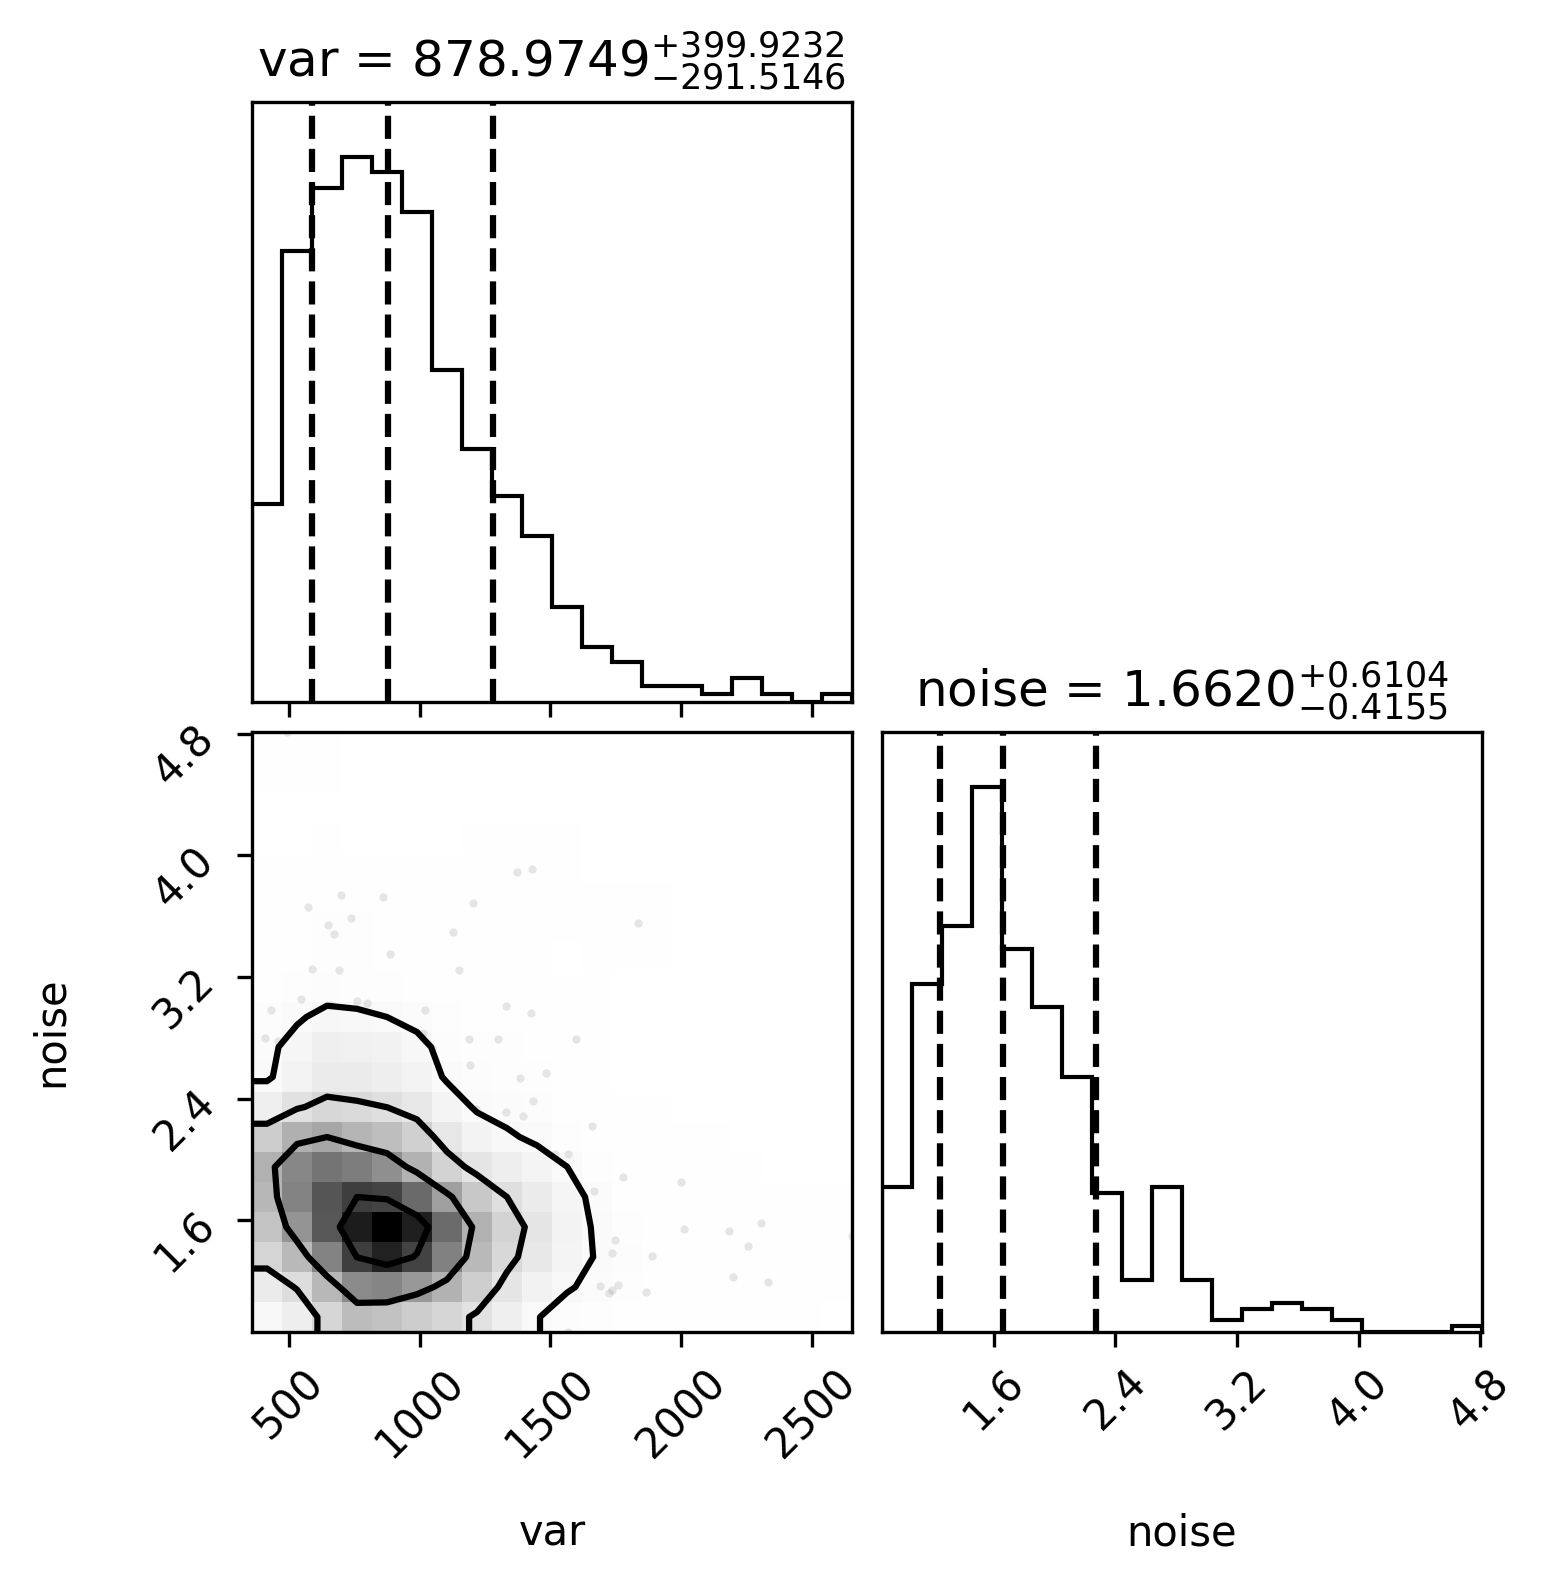 var = 878.9749+399.9232−291.5146
noise = 1.6620+0.6104−0.4155
4.8
4.0
3.2
2.4
1.6
noise
500 1000 1500 2000 2500
1.6 2.4 3.2 4.0 4.8
var
noise